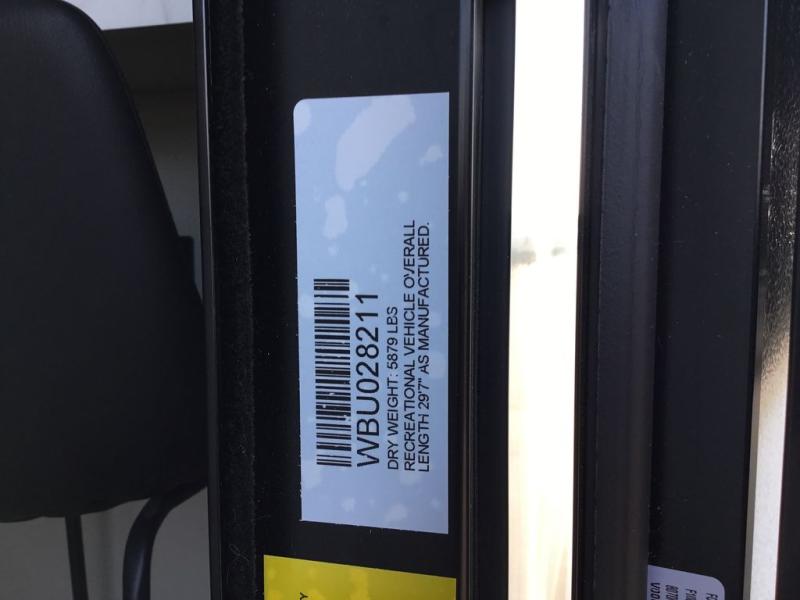 WBU028211
DRY WEIGHT: 5879 LBS
RECREATIONAL VEHICLE OVERALL
LENGTH 29'7" AS MANUFACTURED.